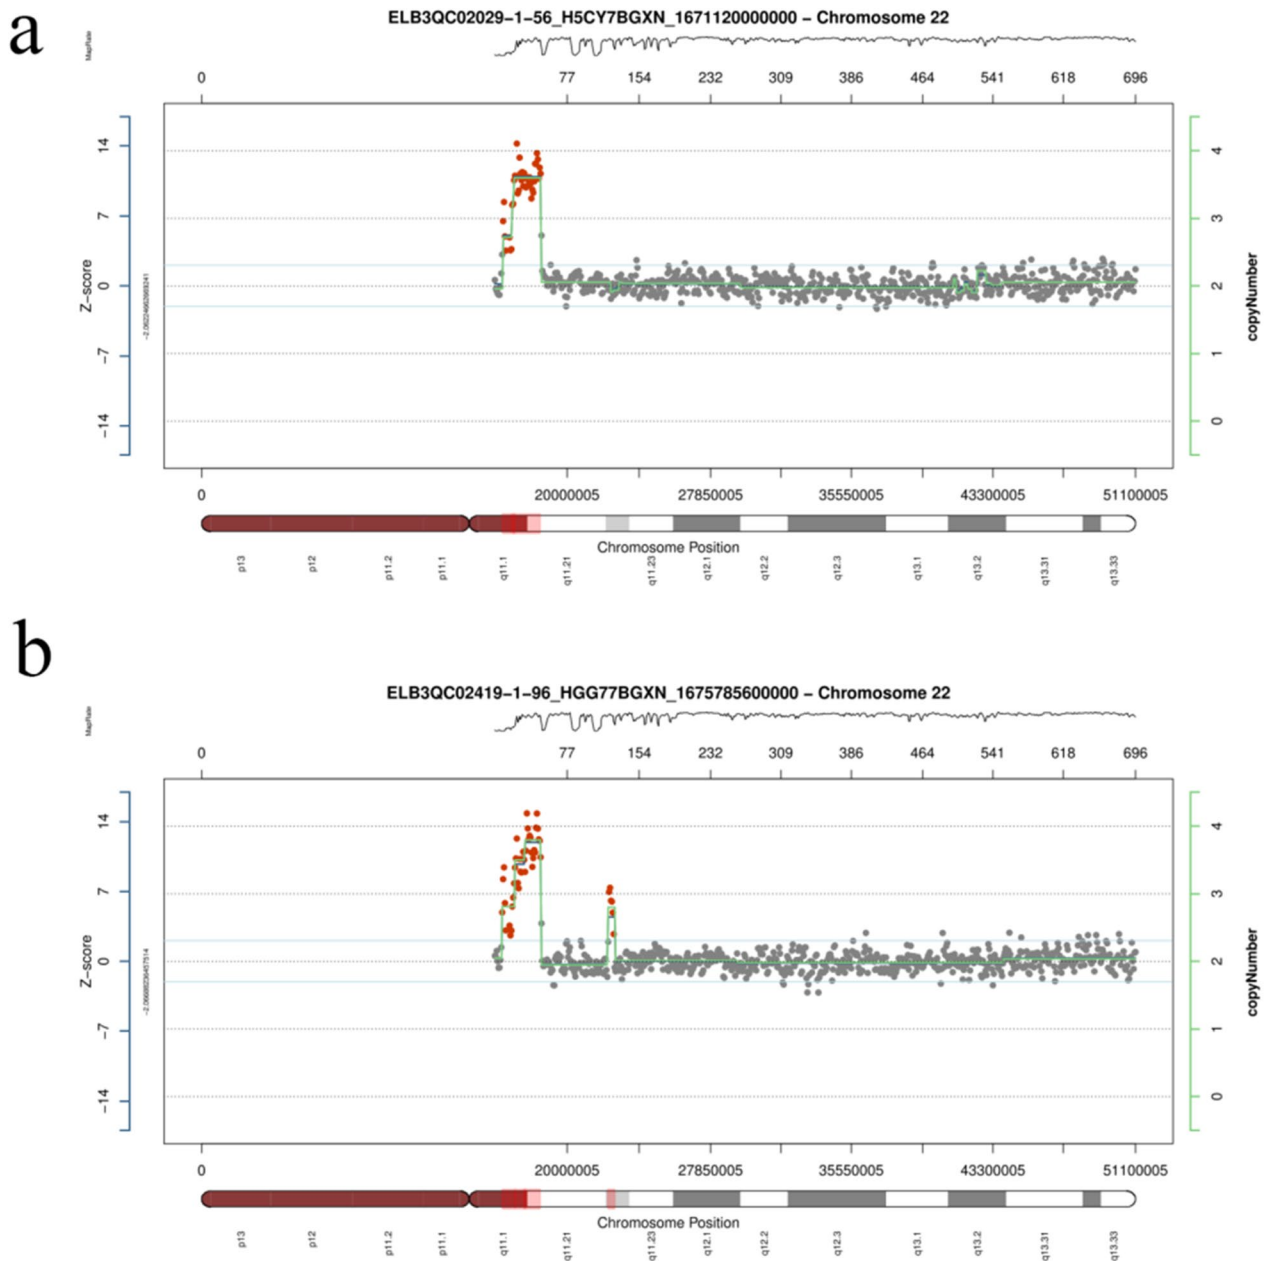 a
ELB3QC02029-1-56_H5CY7BGXN_1671120000000 – Chromosome 22
MapRate
0 77 154 232 309 386 464 541 618 696
Z-score
14
7
0
-7
-14
copyNumber
4
3
2
1
0
0 20000005 27850005 35550005 43300005 51100005
Chromosome Position
p13 p12 p11.2 p11.1 q11.1 q11.21 q11.23 q12.1 q12.2 q12.3 q13.1 q13.2 q13.31 q13.33
b
ELB3QC02419-1-96_HGG77BGXN_1675785600000 – Chromosome 22
MapRate
0 77 154 232 309 386 464 541 618 696
Z-score
14
7
0
-7
-14
copyNumber
4
3
2
1
0
0 20000005 27850005 35550005 43300005 51100005
Chromosome Position
p13 p12 p11.2 p11.1 q11.1 q11.21 q11.23 q12.1 q12.2 q12.3 q13.1 q13.2 q13.31 q13.33